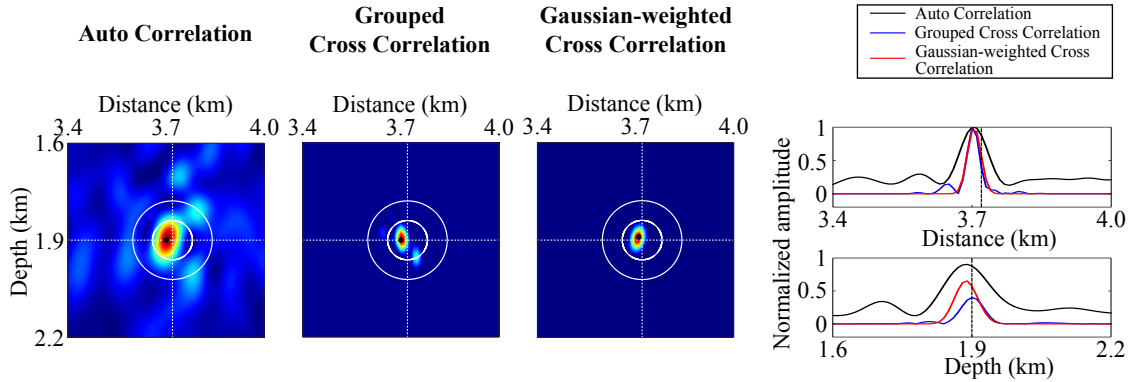 Auto Correlation
Grouped
Cross Correlation
Gaussian-weighted
Cross Correlation
Distance (km)
3.4 3.7 4.0
Distance (km)
3.4 3.7 4.0
Distance (km)
3.4 3.7 4.0
Depth (km)
1.6
1.9
2.2
Auto Correlation
Grouped Cross Correlation
Gaussian-weighted Cross
Correlation
Normalized amplitude
1
0.5
0
3.4 3.7 4.0
Distance (km)
1
0.5
0
1.6 1.9 2.2
Depth (km)